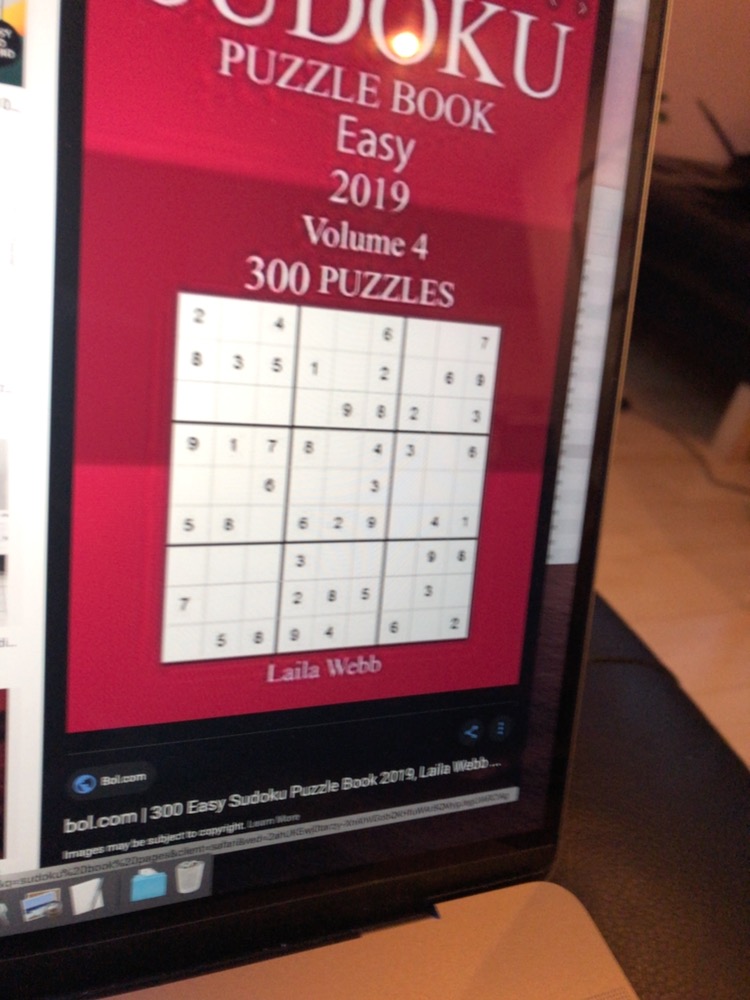 SUDOKU
PUZZLE BOOK
Easy
2019
Volume 4
300 PUZZLES
2 4 6 7
8 3 5 1 2 6 9
9 8 2 3
9 1 7 8 4 3 6
6 3
5 8 6 2 9 4 1
3 9 8
7 2 8 5 3
5 8 9 4 6 2
Laila Webb
Bol.com
bol.com | 300 Easy Sudoku Puzzle Book 2019, Laila Webb ...
Images may be subject to copyright. Learn More